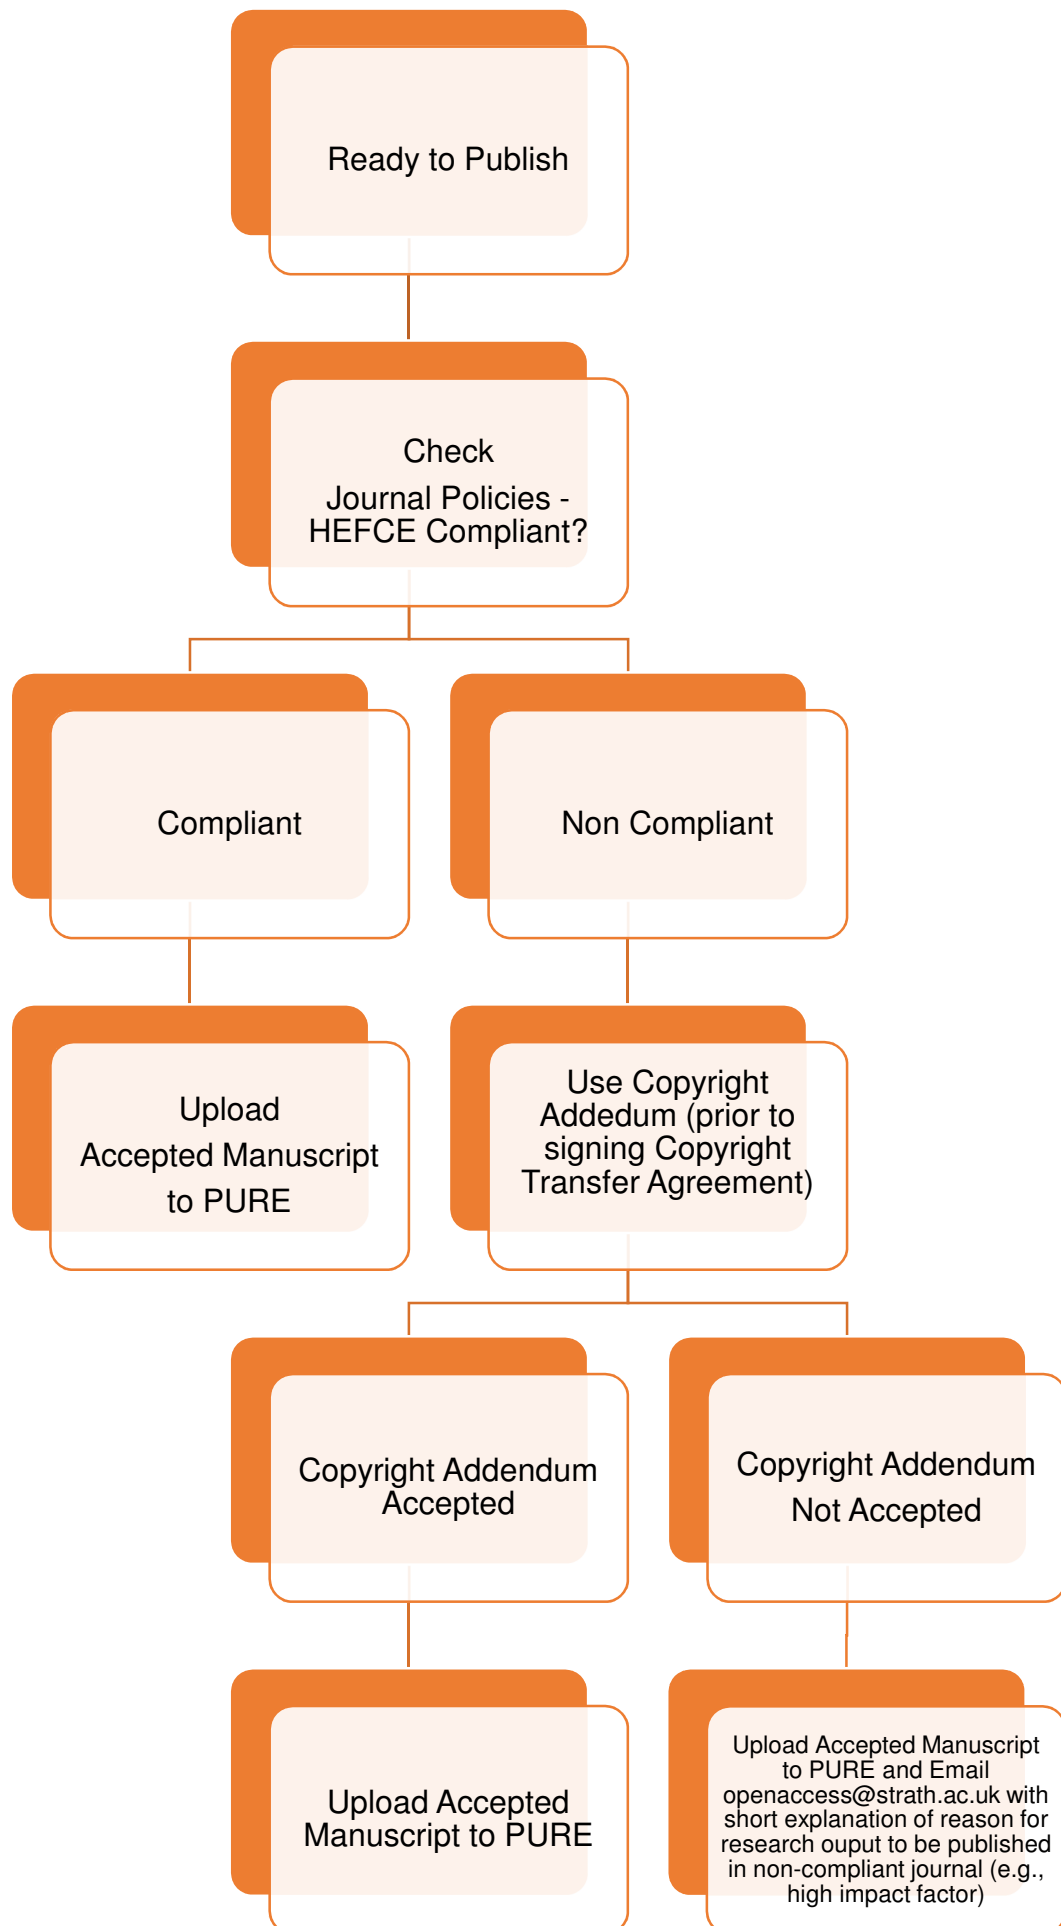 Ready to Publish
Check
Journal Policies -
HEFCE Compliant?
Compliant
Non Compliant
Upload
Accepted Manuscript
to PURE
Use Copyright
Addedum (prior to
signing Copyright
Transfer Agreement)
Copyright Addendum
Accepted
Copyright Addendum
Not Accepted
Upload Accepted
Manuscript to PURE
Upload Accepted Manuscript
to PURE and Email
openaccess@strath.ac.uk with
short explanation of reason for
research ouput to be published
in non-compliant journal (e.g.,
high impact factor)